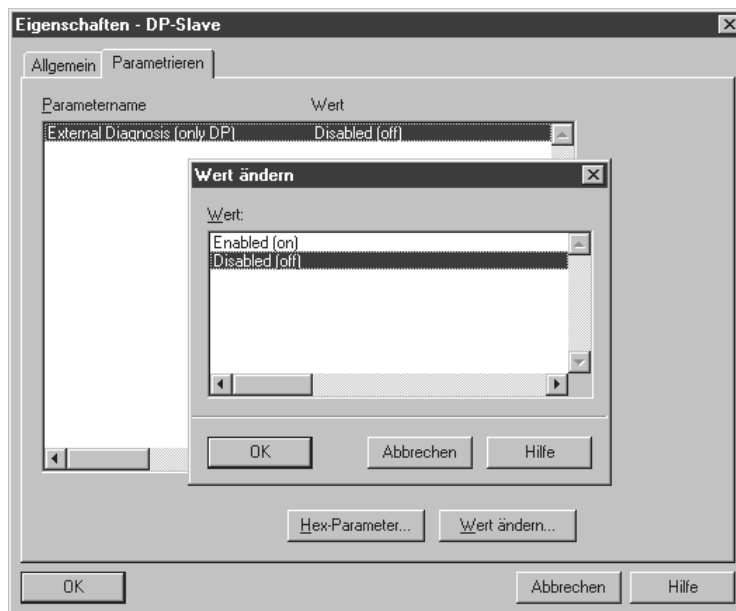 Eigenschaften - DP-Slave
Allgemein Parametrieren
Parametername Wert
External Diagnosis (only DP) Disabled (off)
Wert ändern
Wert:
Enabled (on)
Disabled (off)
OK Abbrechen Hilfe
Hex-Parameter... Wert ändern...
OK Abbrechen Hilfe